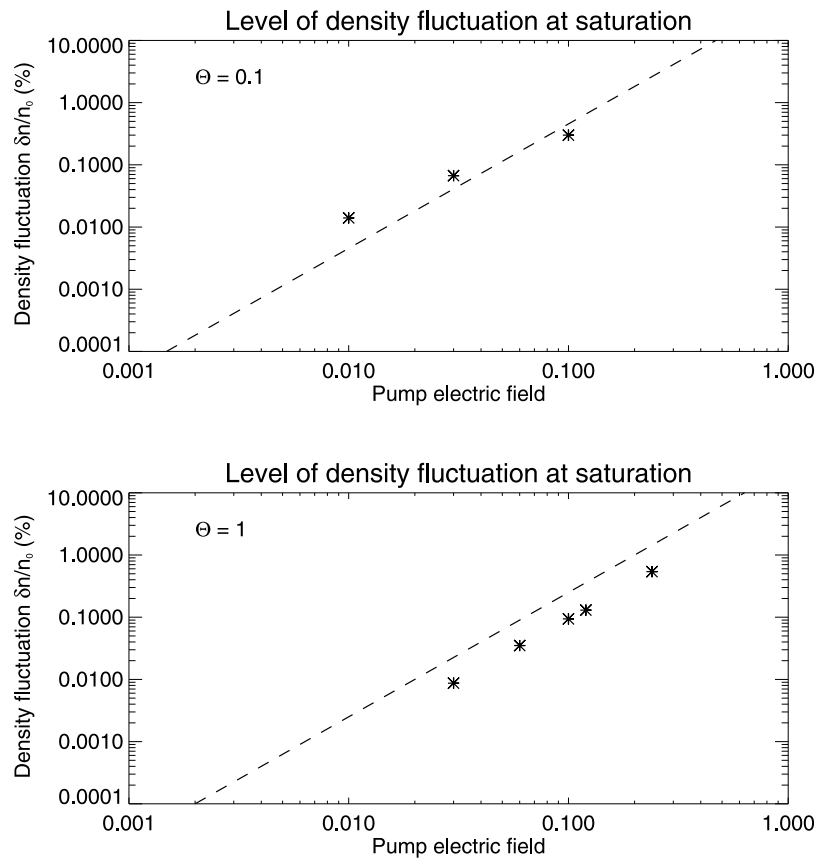 Level of density fluctuation at saturation
Θ = 0.1
Density fluctuation δn/n₀ (%)
10.0000
1.0000
0.1000
0.0100
0.0010
0.0001
0.001 0.010 0.100 1.000
Pump electric field
Level of density fluctuation at saturation
Θ = 1
Density fluctuation δn/n₀ (%)
10.0000
1.0000
0.1000
0.0100
0.0010
0.0001
0.001 0.010 0.100 1.000
Pump electric field